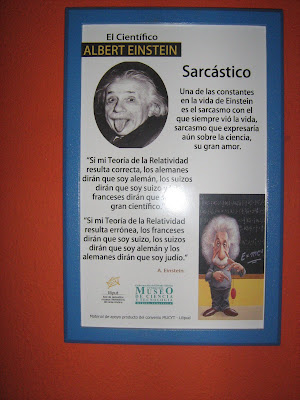 El Científico
ALBERT EINSTEIN
Sarcástico
Una de las constantes
en la vida de Einstein
es el sarcasmo con el
que siempre vió la vida,
sarcasmo que expresaría
aún sobre la ciencia,
su gran amor.
“Si mi Teoría de la Relatividad
resulta correcta, los alemanes
dirán que soy alemán, los suizos
dirán que soy suizo y los
franceses dirán que soy un
gran científico.”
“Si mi Teoría de la Relatividad
resulta errónea, los franceses
dirán que soy suizo, los suizos
dirán que soy alemán y los
alemanes dirán que soy judío.”
A. Einstein
MUSEO
DE CIENCIA